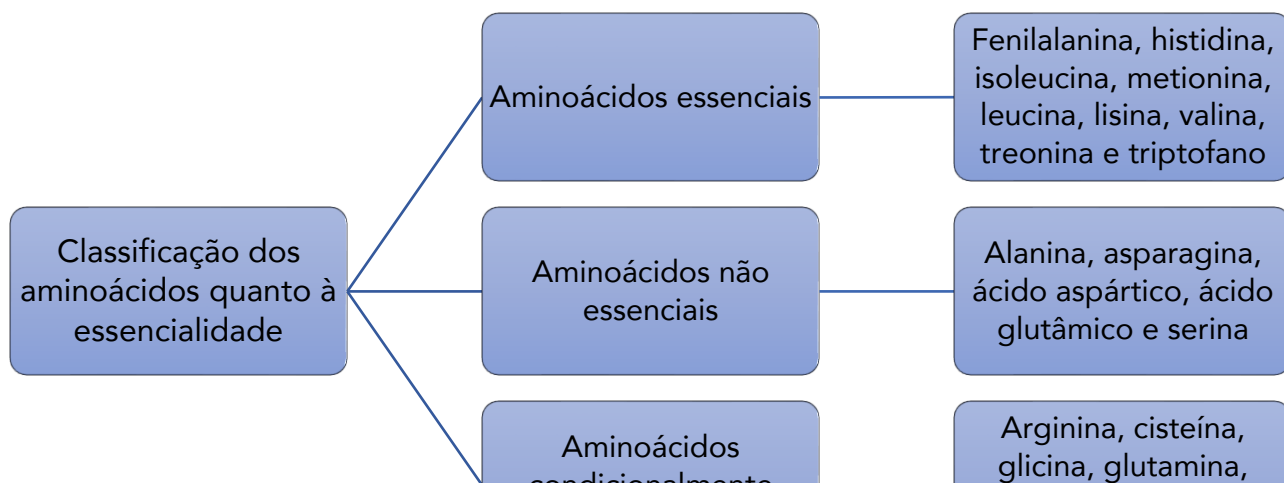 Classificação dos
aminoácidos quanto à
essencialidade
Aminoácidos essenciais
Fenilalanina, histidina,
isoleucina, metionina,
leucina, lisina, valina,
treonina e triptofano
Aminoácidos não
essenciais
Alanina, asparagina,
ácido aspártico, ácido
glutâmico e serina
Aminoácidos
condicionalmente
Arginina, cisteína,
glicina, glutamina,